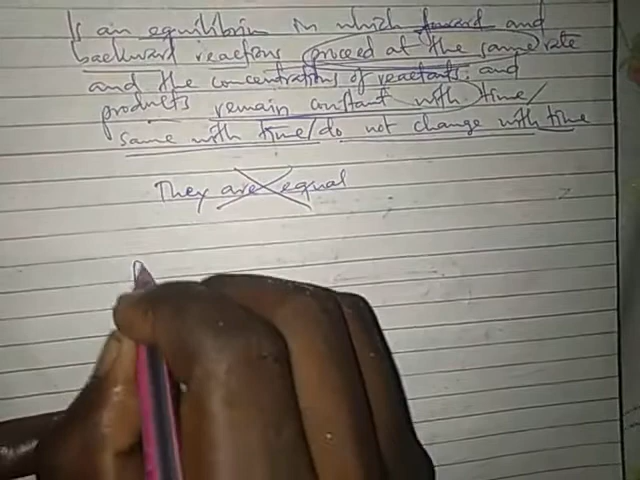 Is an equilibrium in which forward and
backward reactions proceed at the same rate
and the concentrations of reactants and
products remain constant with time/
same with time/do not change with time
They are equal